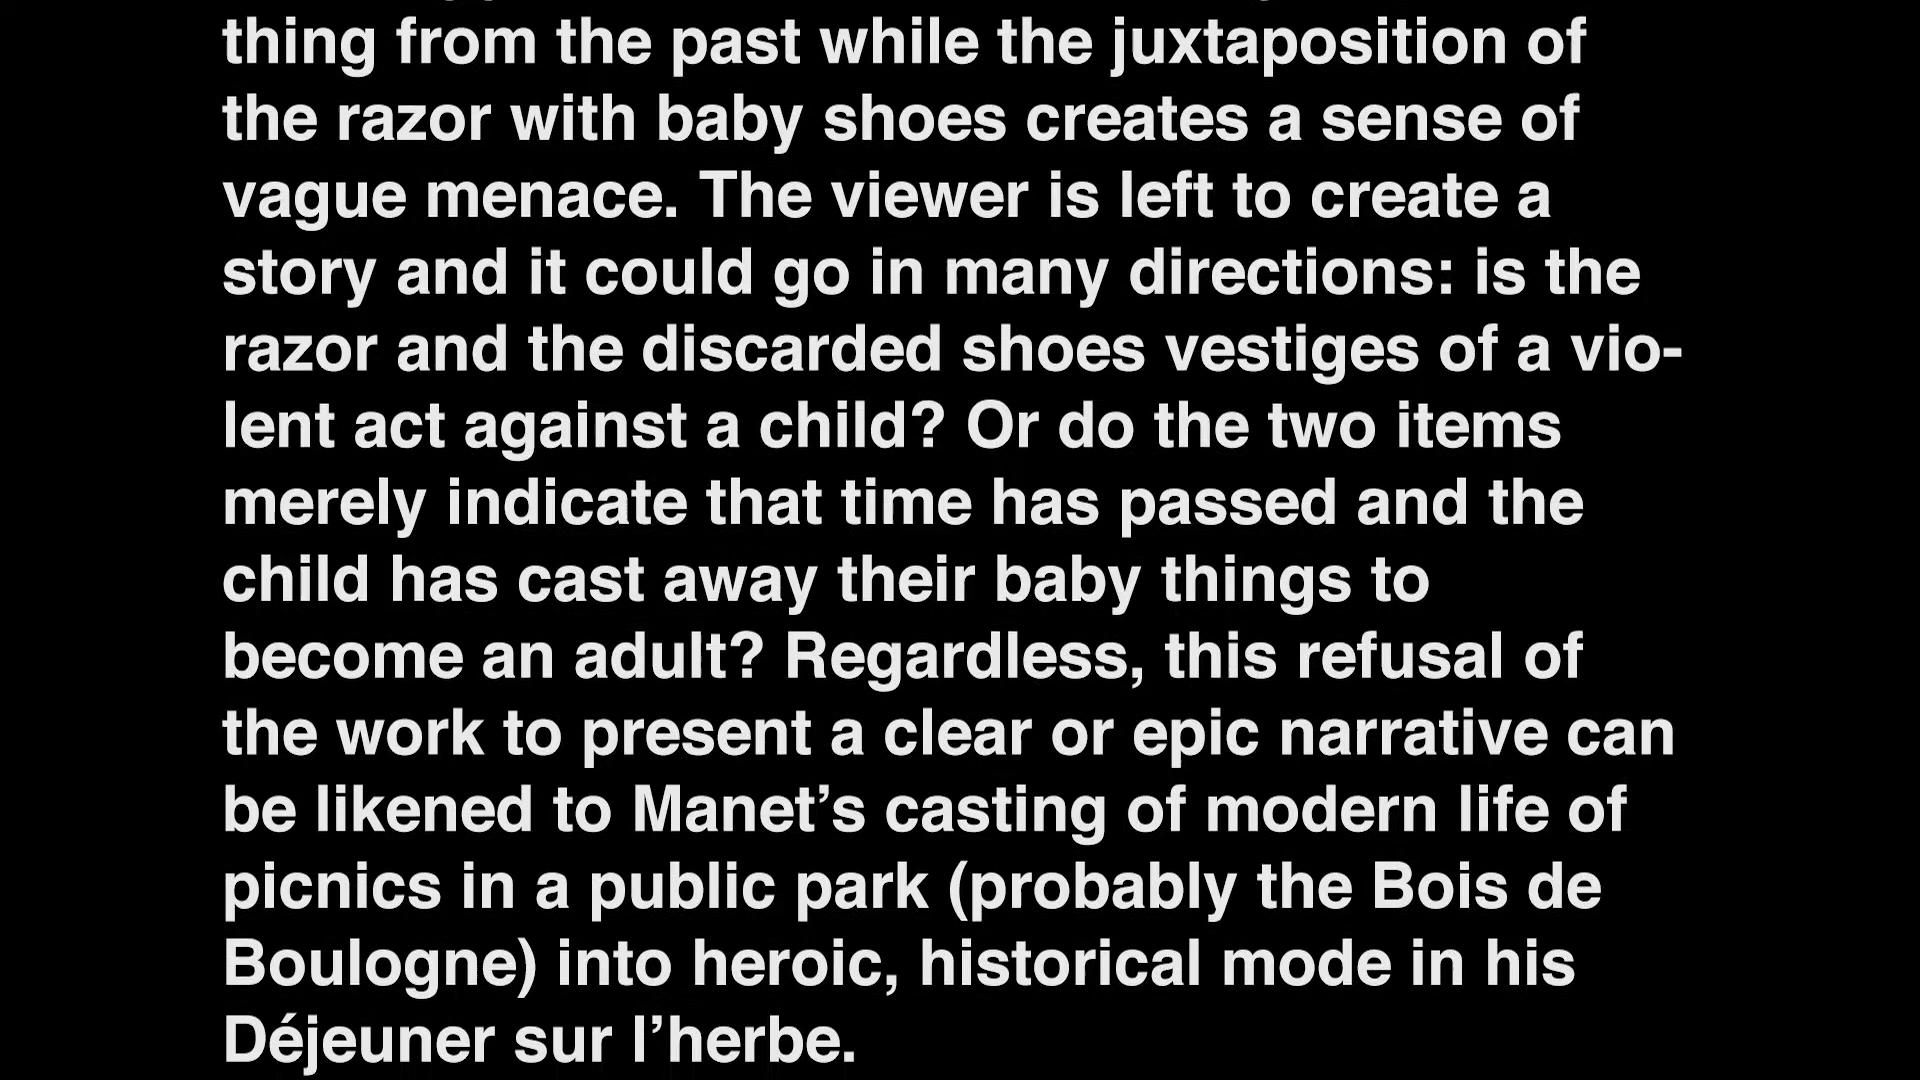 thing from the past while the juxtaposition of
the razor with baby shoes creates a sense of
vague menace. The viewer is left to create a
story and it could go in many directions: is the
razor and the discarded shoes vestiges of a vio-
lent act against a child? Or do the two items
merely indicate that time has passed and the
child has cast away their baby things to
become an adult? Regardless, this refusal of
the work to present a clear or epic narrative can
be likened to Manet’s casting of modern life of
picnics in a public park (probably the Bois de
Boulogne) into heroic, historical mode in his
Déjeuner sur l’herbe.